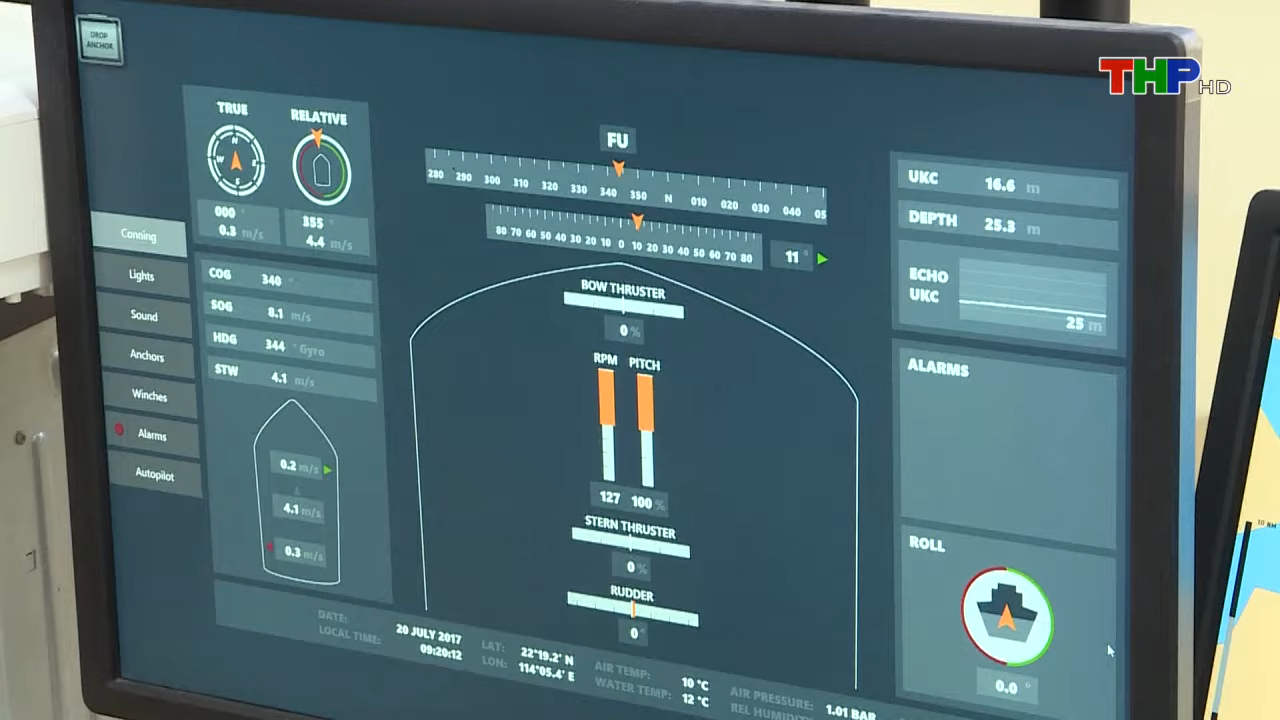 DROP
ANCHOR
THP HD
TRUE
RELATIVE
N
W
E
S
000 °
0.3 m/s
355 °
4.4 m/s
Conning
Lights
Sound
Anchors
Winches
Alarms
Autopilot
COG 340 °
SOG 8.1 m/s
HDG 344 ° Gyro
STW 4.1 m/s
0.2 m/s
4.1 m/s
0.3 m/s
FU
280 290 300 310 320 330 340 350 N 010 020 030 040 05
80 70 60 50 40 30 20 10 0 10 20 30 40 50 60 70 80
11 °
BOW THRUSTER
0 %
RPM PITCH
127 100 %
STERN THRUSTER
0 %
RUDDER
0 °
UKC 16.6 m
DEPTH 25.3 m
ECHO
UKC
25 m
ALARMS
ROLL
0.0 °
DATE: 20 JULY 2017
LOCAL TIME: 09:20:12
LAT: 22°19.2' N
LON: 114°05.4' E
AIR TEMP: 10 °C
WATER TEMP: 12 °C
AIR PRESSURE: 1.01 BAR
REL HUMIDI
10 NM